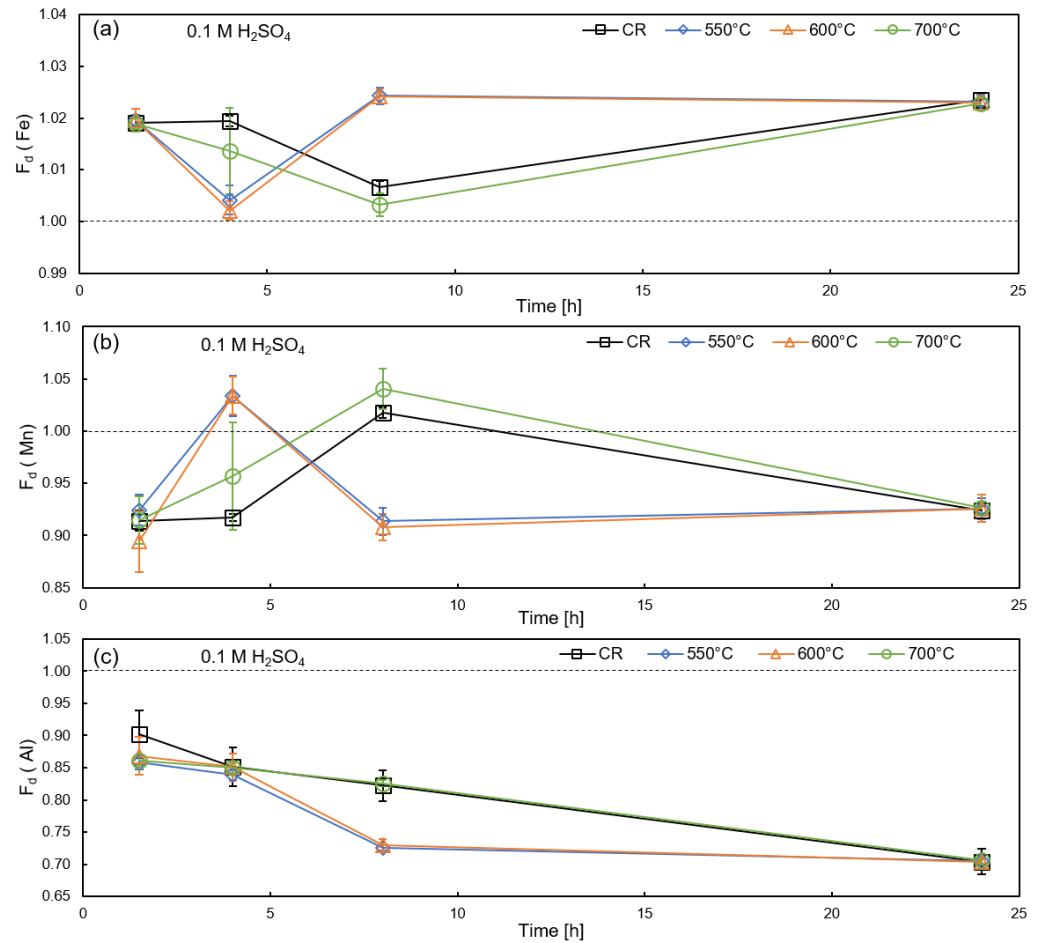 (a) 0.1 M H₂SO₄ CR 550°C 600°C 700°C
F_d ( Fe)
1.04
1.03
1.02
1.01
1.00
0.99
0 5 10 15 20 25
Time [h]
(b) 0.1 M H₂SO₄ CR 550°C 600°C 700°C
F_d ( Mn)
1.10
1.05
1.00
0.95
0.90
0.85
0 5 10 15 20 25
Time [h]
(c) 0.1 M H₂SO₄ CR 550°C 600°C 700°C
F_d ( Al)
1.05
1.00
0.95
0.90
0.85
0.80
0.75
0.70
0.65
0 5 10 15 20 25
Time [h]